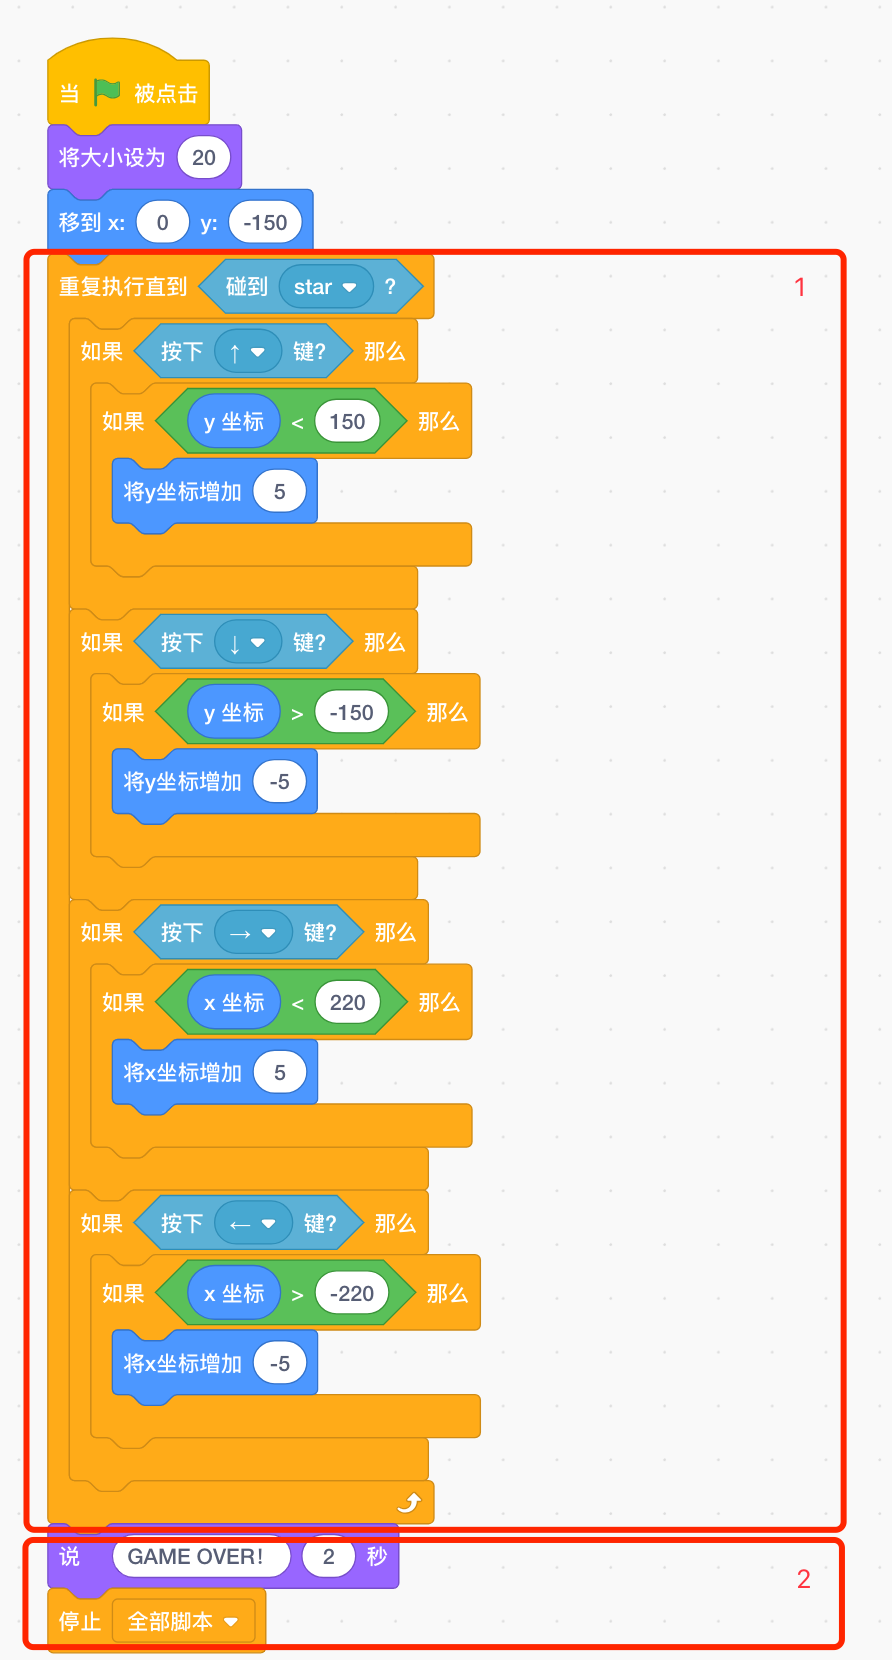 当 被点击
将大小设为 20
移到 x: 0 y: -150
重复执行直到 碰到 star ? 1
如果 按下 ↑ 键? 那么
如果 y 坐标 < 150 那么
将y坐标增加 5
如果 按下 ↓ 键? 那么
如果 y 坐标 > -150 那么
将y坐标增加 -5
如果 按下 → 键? 那么
如果 x 坐标 < 220 那么
将x坐标增加 5
如果 按下 ← 键? 那么
如果 x 坐标 > -220 那么
将x坐标增加 -5
说 GAME OVER! 2 秒
2
停止 全部脚本